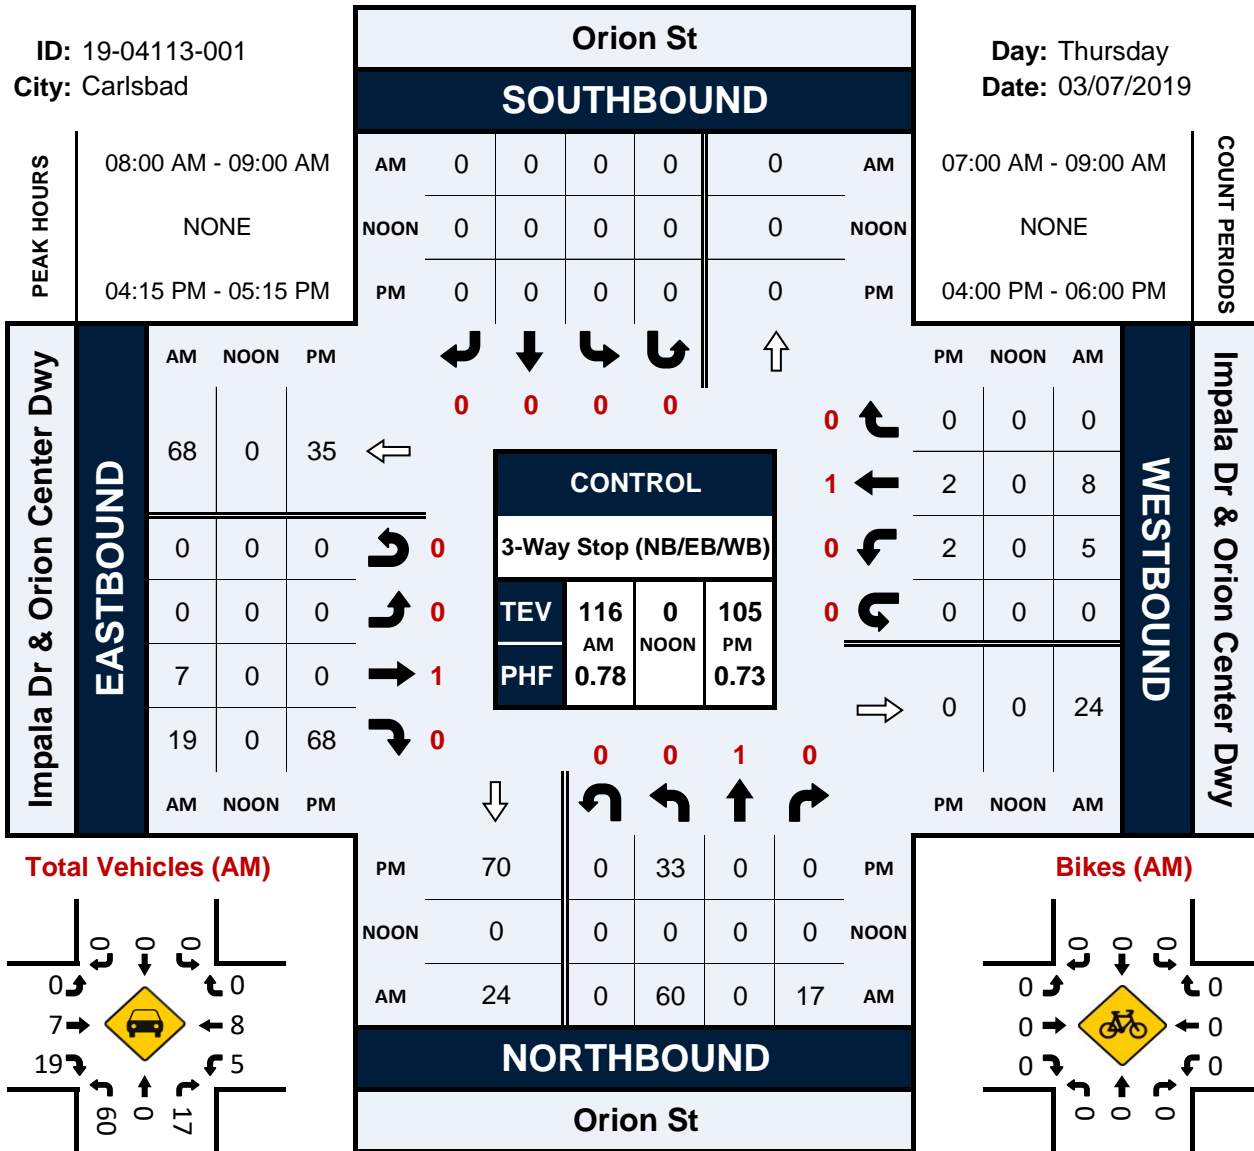 Orion St
ID: 19-04113-001
Day: Thursday
City: Carlsbad
Date: 03/07/2019
SOUTHBOUND
PEAK HOURS
08:00 AM - 09:00 AM
AM 0 0 0 0 0 AM
07:00 AM - 09:00 AM
COUNT PERIODS
NONE
NOON 0 0 0 0 0 NOON
NONE
04:15 PM - 05:15 PM
PM 0 0 0 0 0 PM
04:00 PM - 06:00 PM
Impala Dr & Orion Center Dwy
EASTBOUND
AM NOON PM
PM NOON AM
WESTBOUND
Impala Dr & Orion Center Dwy
0 0 0 0
68 0 35
0 0 0 0
1 2 0 8
0 0 0 0
0 2 0 5
0 0 0 0
0 0 0 0
7 0 0 1
19 0 68 0
0 0 24
AM NOON PM
PM NOON AM
CONTROL
3-Way Stop (NB/EB/WB)
TEV 116 0 105
AM NOON PM
PHF 0.78 0.73
0 0 1 0
PM 70 0 33 0 0 PM
NOON 0 0 0 0 0 NOON
AM 24 0 60 0 17 AM
NORTHBOUND
Orion St
Total Vehicles (AM)
0 0 0
0 0
7 8
19 5
60 0 17
Bikes (AM)
0 0 0
0 0
0 0
0 0
0 0 0